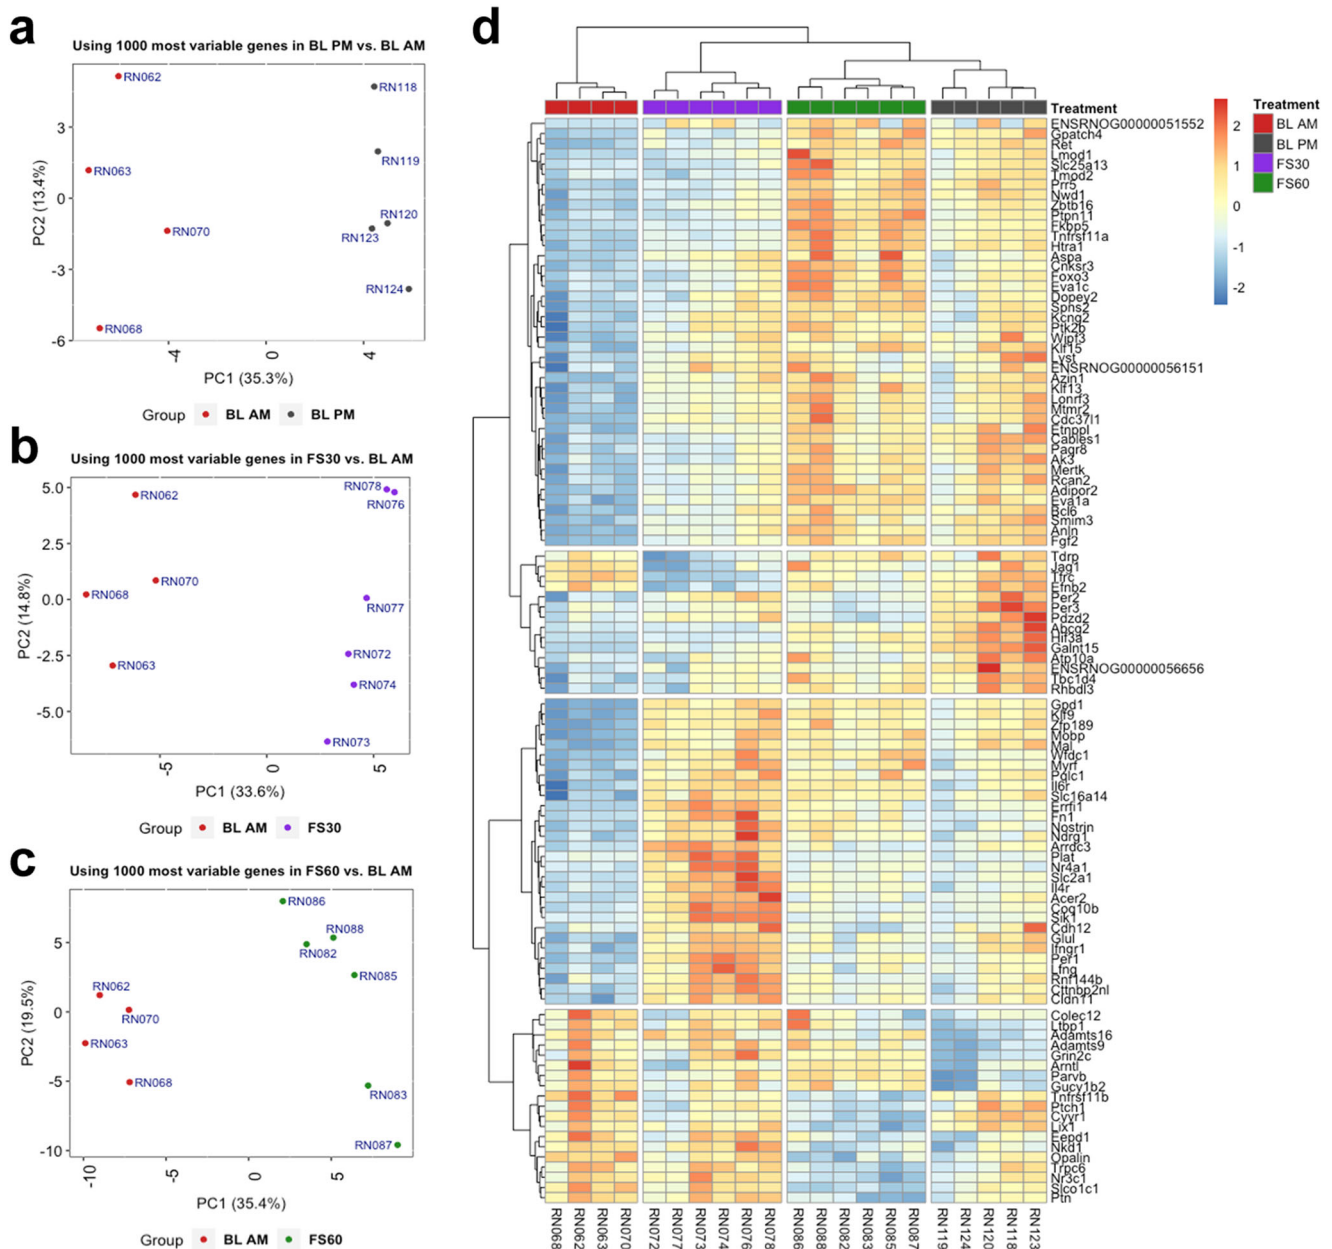 a
Using 1000 most variable genes in BL PM vs. BL AM
RN062
RN118
RN119
RN063
RN120
RN070
RN123
RN124
RN068
3
0
-3
-6
PC2 (13.4%)
-4
0
4
PC1 (35.3%)
Group BL AM BL PM
b
Using 1000 most variable genes in FS30 vs. BL AM
RN078
RN062
RN076
RN070
RN068
RN077
RN072
RN063
RN074
RN073
5.0
2.5
0.0
-2.5
-5.0
PC2 (14.8%)
-5
0
5
PC1 (33.6%)
Group BL AM FS30
c
Using 1000 most variable genes in FS60 vs. BL AM
RN086
RN088
RN082
RN085
RN062
RN070
RN063
RN068
RN083
RN087
5
0
-5
-10
PC2 (19.5%)
-10
-5
0
5
PC1 (35.4%)
Group BL AM FS60
d
Treatment
ENSRNOG00000051552
Gpatch4
Ret
Lmod1
Slc25a13
Tmod2
Prr5
Nwd1
Zbtb16
Ptpn11
Fkbp5
Tnfrsf11a
Htra1
Aspa
Cnksr3
Foxo3
Eva1c
Dopey2
Sphs2
Kcng2
Ptk2b
Wipf3
Klf15
Lyst
ENSRNOG00000056151
Azin1
Klf13
Lonrf3
Mtmr2
Cdc37l1
Etnppl
Cables1
Paqr8
Ak3
Mertk
Rcan2
Adipor2
Eva1a
Bcl6
Smim3
Anln
Fgf2
Tdrp
Jag1
Tfrc
Efnb2
Per2
Per3
Pdzd2
Abcg2
Hif3a
Galnt15
Atp10a
ENSRNOG00000056656
Tbc1d4
Rhbdl3
Gpd1
Klf9
Zfp189
Mobp
Mal
Wfdc1
Myrf
Pqlc1
Il6r
Slc16a14
Errfi1
Fn1
Nostrin
Ndrg1
Arrdc3
Plat
Nr4a1
Slc2a1
Il4r
Acer2
Coq10b
Sik1
Cdh12
Glul
Ifngr1
Per1
Lfng
Rnf144b
Cttnbp2nl
Cldn11
Colec12
Ltbp1
Adamts16
Adamts9
Grin2c
Arntl
Parvb
Gucy1b2
Tnfrsf11b
Ptch1
Cyyr1
Lix1
Eepd1
Nkd1
Opalin
Trpc6
Nr3c1
Slco1c1
Ptn
RN068
RN062
RN063
RN070
RN072
RN077
RN073
RN074
RN076
RN078
RN086
RN088
RN082
RN083
RN085
RN087
RN119
RN124
RN120
RN118
RN123
2
1
0
-1
-2
Treatment
BL AM
BL PM
FS30
FS60